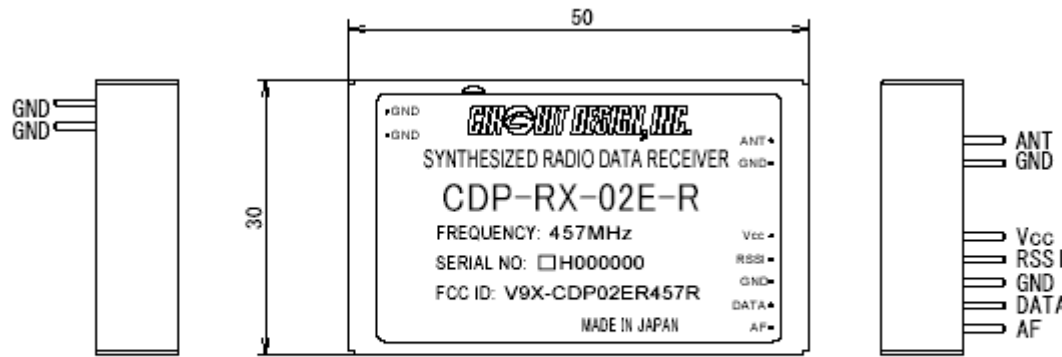 50
30
GND
GND
•GND
•GND
CIRCUIT DESIGN, INC.
SYNTHESIZED RADIO DATA RECEIVER
CDP-RX-02E-R
FREQUENCY: 457MHz
SERIAL NO: □H000000
FCC ID: V9X-CDP02ER457R
MADE IN JAPAN
ANT
GND
Vcc
RSSI
GND
DATA
AF
ANT
GND
Vcc
RSSI
GND
DATA
AF